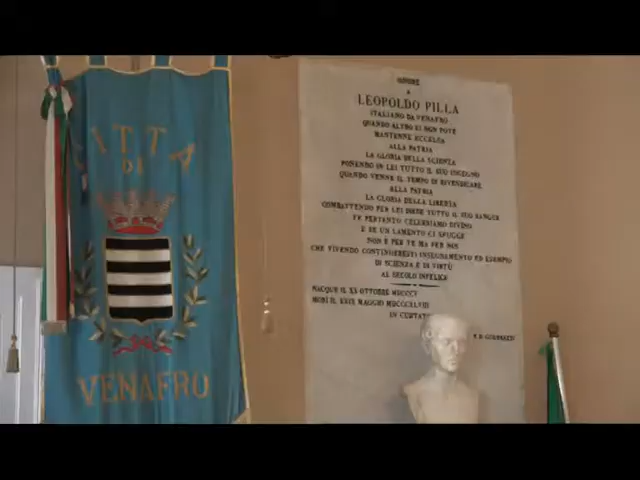 CITTA
DI
VENAFRO
ONORE
A
LEOPOLDO PILLA
ITALIANO DA VENAFRO
QUANDO ALTRO EI NON POTÈ
MANTENNE ECCELSA
ALLA PATRIA
LA GLORIA DELLA SCIENZA
PONENDO IN LEI TUTTO IL SUO INGEGNO
QUANDO VENNE IL TEMPO DI RIVENDICARE
ALLA PATRIA
LA GLORIA DELLA LIBERTÀ
COMBATTENDO PER LEI DIEDE TUTTO IL SUO SANGUE
TE PERTANTO CELEBRIAMO DIVINO
E SE UN LAMENTO CI SFUGGE
NON È PER TE MA PER NOI
CHE VIVENDO CONTINUERESTI INSEGNAMENTO ED ESEMPIO
DI SCIENZA E DI VIRTÙ
AL SECOLO INFELICE
NACQUE IL XX OTTOBRE MDCCCV
MORÌ IL XXIX MAGGIO MDCCCXLVIII
IN CURTAT
F. D. GUERRAZZI